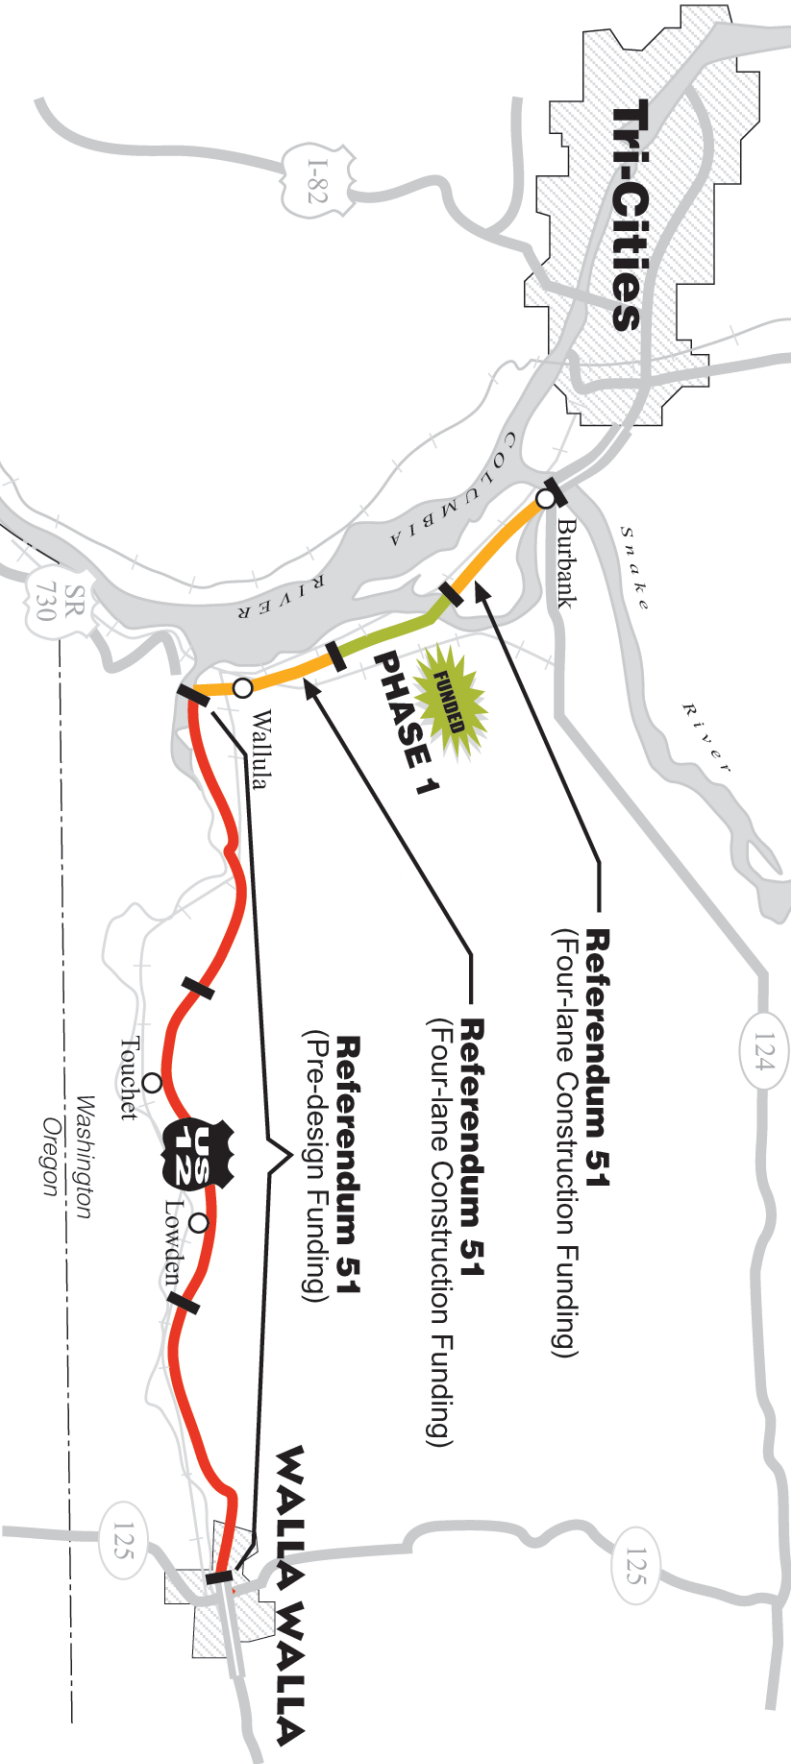 Tri-Cities
I-82
COLUMBIA
RIVER
Snake
River
Burbank
SR
730
FUNDED
PHASE 1
Wallula
Referendum 51
(Four-lane Construction Funding)
Referendum 51
(Four-lane Construction Funding)
Referendum 51
(Pre-design Funding)
124
Touchet
US
12
Lowden
Washington
Oregon
WALLA WALLA
125
125